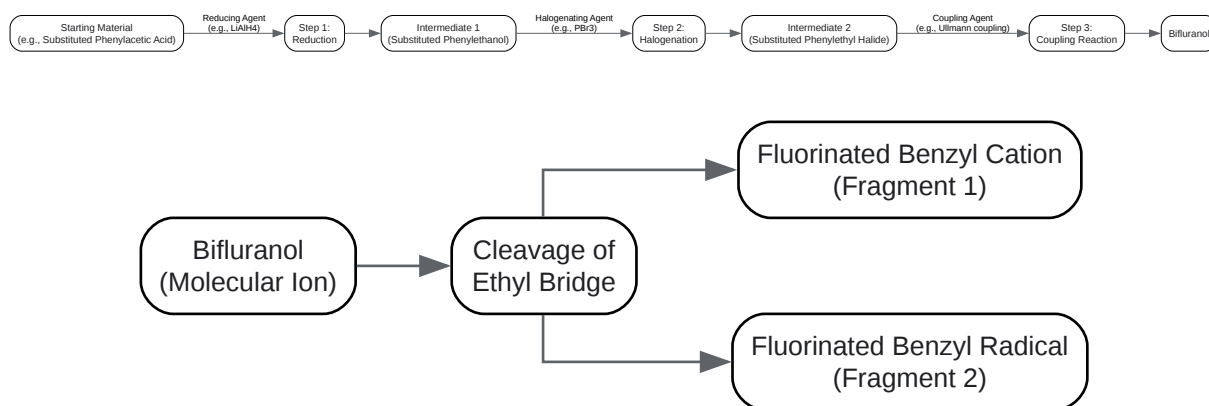 Starting Material
(e.g., Substituted Phenylacetic Acid)
Reducing Agent
(e.g., LiAlH4)
Step 1:
Reduction
Intermediate 1
(Substituted Phenylethanol)
Halogenating Agent
(e.g., PBr3)
Step 2:
Halogenation
Intermediate 2
(Substituted Phenylethyl Halide)
Coupling Agent
(e.g., Ullmann coupling)
Step 3:
Coupling Reaction
Bifluranol
Bifluranol
(Molecular Ion)
Cleavage of
Ethyl Bridge
Fluorinated Benzyl Cation
(Fragment 1)
Fluorinated Benzyl Radical
(Fragment 2)